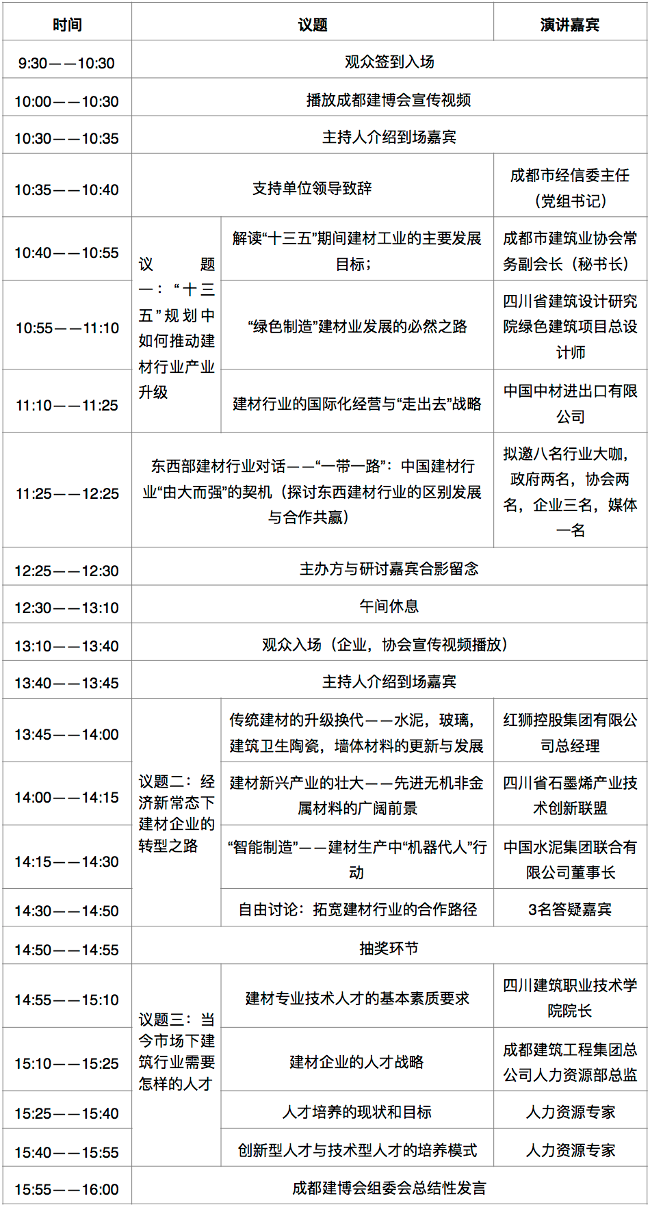 时间 议题 演讲嘉宾
9:30——10:30 观众签到入场
10:00——10:30 播放成都建博会宣传视频
10:30——10:35 主持人介绍到场嘉宾
10:35——10:40 支持单位领导致辞 成都市经信委主任
（党组书记）
议题
一：“十三
五”规划中
如何推动建
材行业产业
升级
10:40——10:55 解读“十三五”期间建材工业的主要发展
目标；
成都市建筑业协会常
务副会长（秘书长）
10:55——11:10 “绿色制造”建材业发展的必然之路
四川省建筑设计研究
院绿色建筑项目总设
计师
11:10——11:25 建材行业的国际化经营与“走出去”战略
中国中材进出口有限
公司
11:25——12:25
东西部建材行业对话——“一带一路”：中国建材行
业“由大而强”的契机（探讨东西建材行业的区别发展
与合作共赢）
拟邀八名行业大咖，
政府两名，协会两
名，企业三名，媒体
一名
12:25——12:30 主办方与研讨嘉宾合影留念
12:30——13:10 午间休息
13:10——13:40 观众入场（企业，协会宣传视频播放）
13:40——13:45 主持人介绍到场嘉宾
议题二：经
济新常态下
建材企业的
转型之路
13:45——14:00
传统建材的升级换代——水泥，玻璃，
建筑卫生陶瓷，墙体材料的更新与发展
红狮控股集团有限公
司总经理
14:00——14:15
建材新兴产业的壮大——先进无机非金
属材料的广阔前景
四川省石墨烯产业技
术创新联盟
14:15——14:30
“智能制造”——建材生产中“机器代人”行
动
中国水泥集团联合有
限公司董事长
14:30——14:50 自由讨论：拓宽建材行业的合作路径 3名答疑嘉宾
14:50——14:55 抽奖环节
议题三：当
今市场下建
筑行业需要
怎样的人才
14:55——15:10 建材专业技术人才的基本素质要求
四川建筑职业技术学
院院长
15:10——15:25 建材企业的人才战略
成都建筑工程集团总
公司人力资源部总监
15:25——15:40 人才培养的现状和目标 人力资源专家
15:40——15:55 创新型人才与技术型人才的培养模式 人力资源专家
15:55——16:00 成都建博会组委会总结性发言